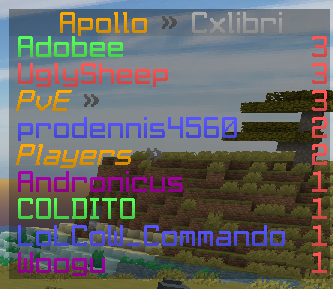 Apollo » Cxlibri
Adobee 3
UglySheep 3
PvE » 3
prodennis4560 2
Players » 2
Andronicus 1
COLDITO 1
LoLCoW_Commando 1
Woogu 1